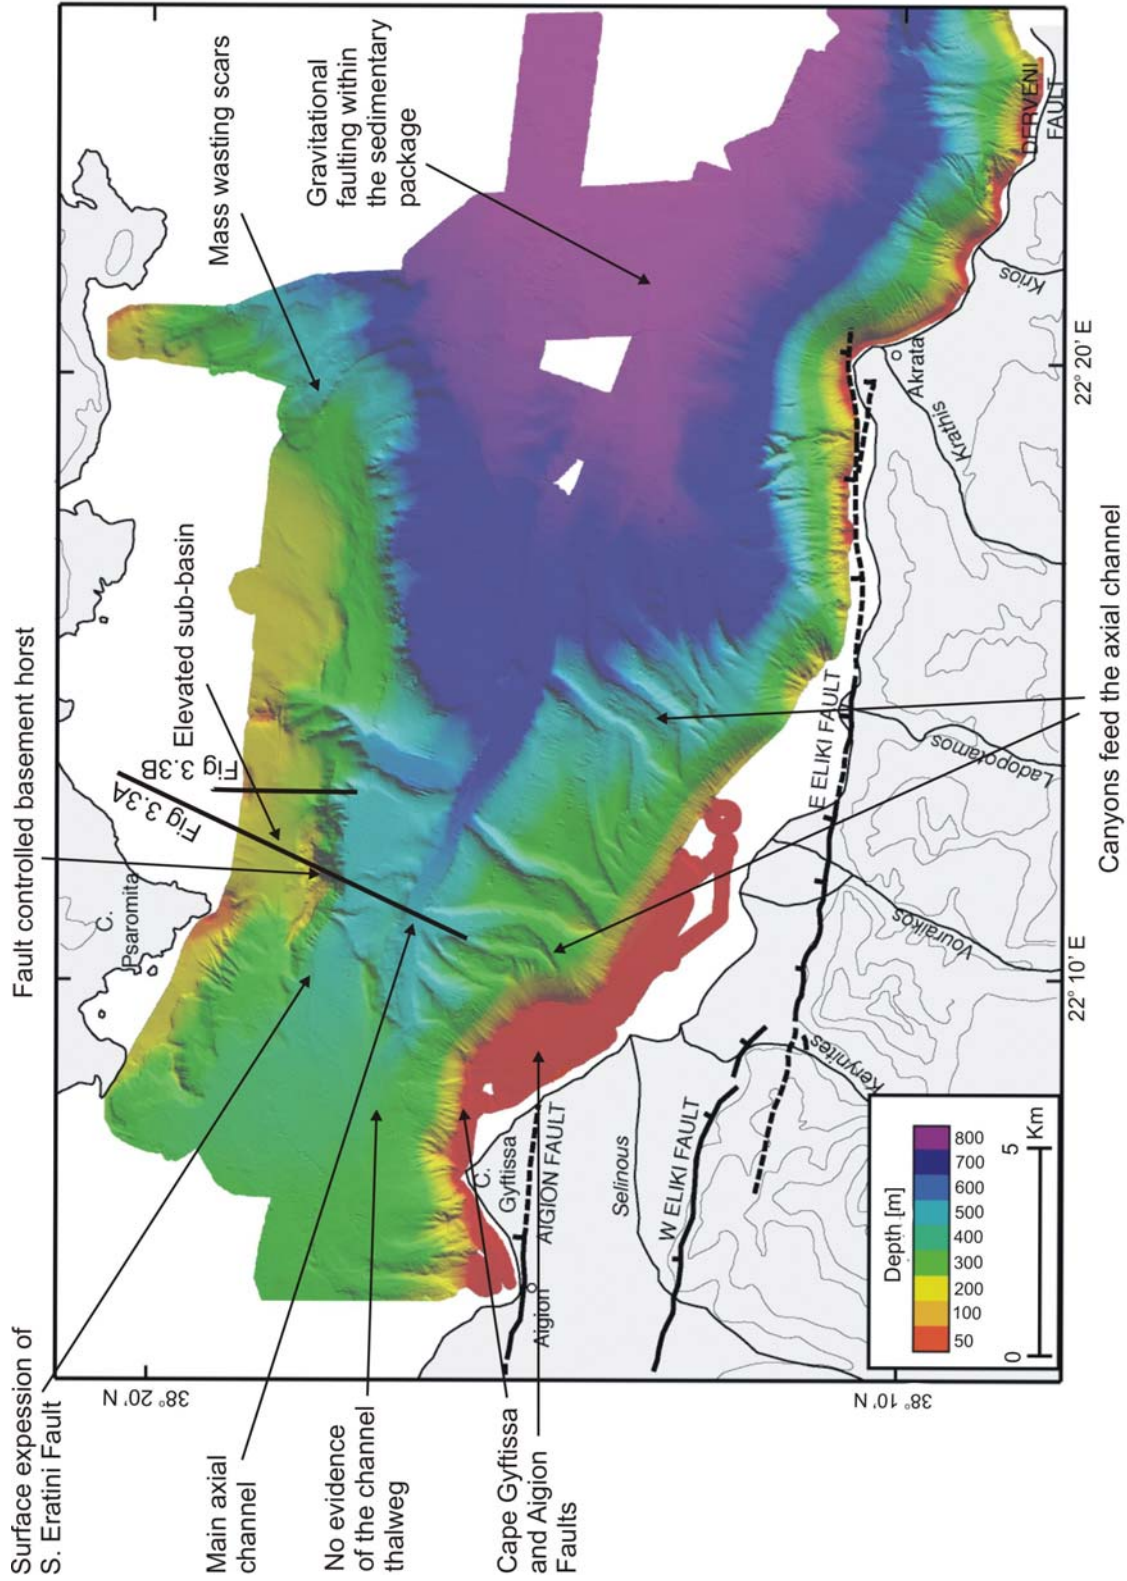 Surface expession of
S. Eratini Fault
Main axial
channel
No evidence
of the channel
thalweg
Cape Gyftissa
and Aigion
Faults
Fault controlled basement horst
Elevated sub-basin
Mass wasting scars
Gravitational
faulting within
the sedimentary
package
Canyons feed the axial channel
Fig 3.3A
Fig 3.3B
C.
Psaromita
C.
Gyftissa
AIGION FAULT
Aigion
Selinous
W ELIKI FAULT
Kerynites
E ELIKI FAULT
Vouraikos
Ladopotamos
Krathis
Akrata
Krios
DERVENI
FAULT
38° 20' N
38° 10' N
22° 10' E
22° 20' E
Depth [m]
800
700
600
500
400
300
200
100
50
0
5
Km